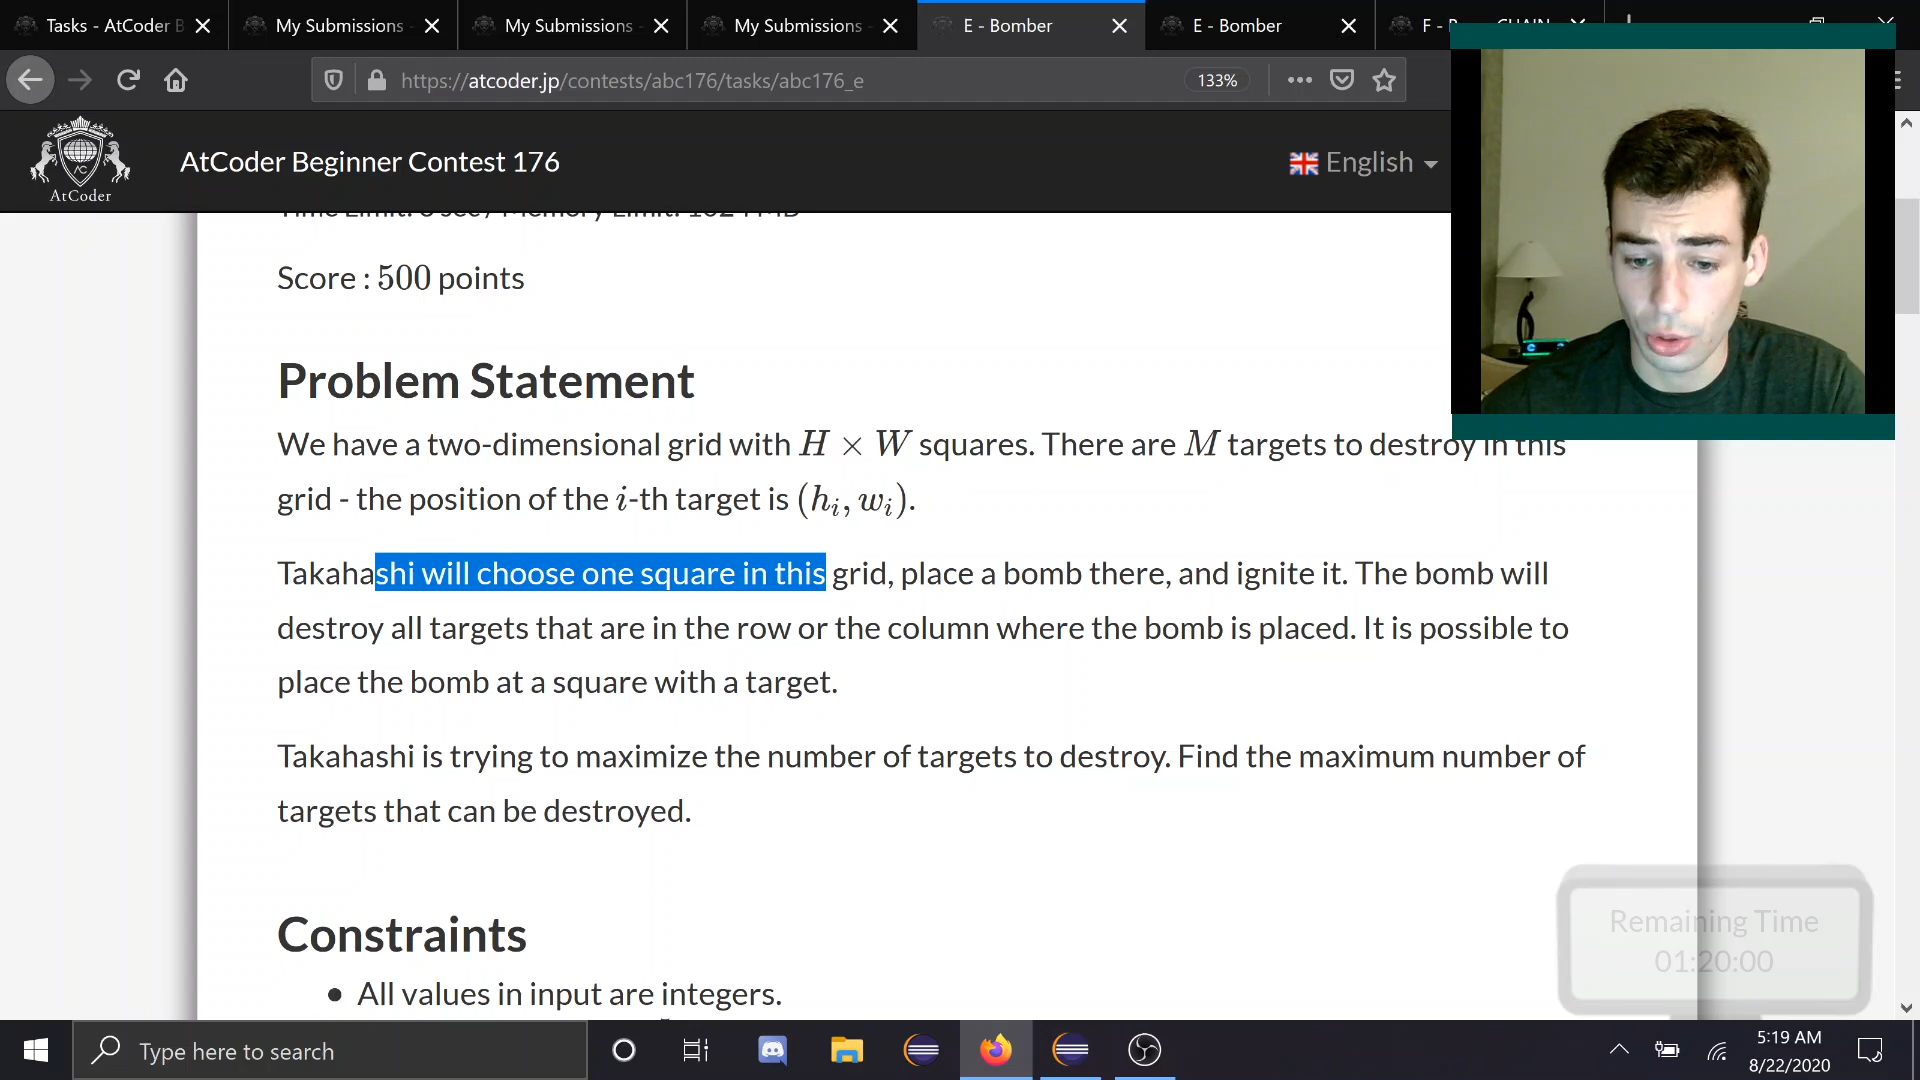 Tasks - AtCoder B
My Submissions -
My Submissions -
My Submissions -
E - Bomber
E - Bomber
https://atcoder.jp/contests/abc176/tasks/abc176_e
133%
AtCoder
AtCoder Beginner Contest 176
English
Score : 500 points
Problem Statement
We have a two-dimensional grid with H × W squares. There are M targets to destroy in this
grid - the position of the i-th target is (hᵢ, wᵢ).
Takahashi will choose one square in this grid, place a bomb there, and ignite it. The bomb will
destroy all targets that are in the row or the column where the bomb is placed. It is possible to
place the bomb at a square with a target.
Takahashi is trying to maximize the number of targets to destroy. Find the maximum number of
targets that can be destroyed.
Constraints
• All values in input are integers.
Remaining Time
01:20:00
Type here to search
5:19 AM
8/22/2020